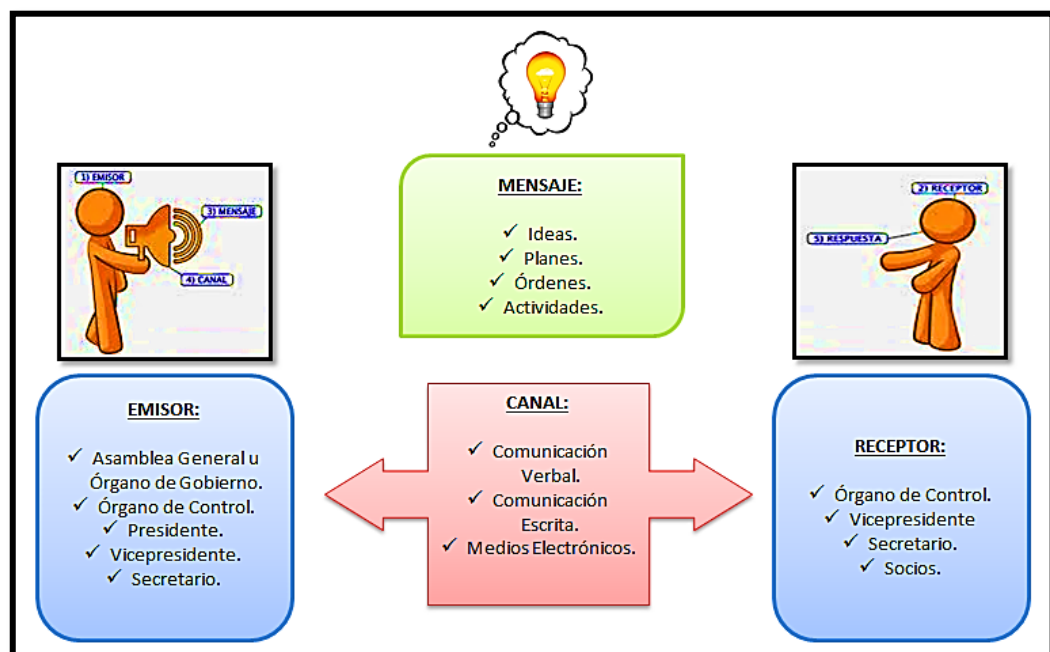 1) EMISOR
3) MENSAJE
4) CANAL
MENSAJE:
✓ Ideas.
✓ Planes.
✓ Órdenes.
✓ Actividades.
2) RECEPTOR
5) RESPUESTA
EMISOR:
✓ Asamblea General u
Órgano de Gobierno.
✓ Órgano de Control.
✓ Presidente.
✓ Vicepresidente.
✓ Secretario.
CANAL:
✓ Comunicación
Verbal.
✓ Comunicación
Escrita.
✓ Medios Electrónicos.
RECEPTOR:
✓ Órgano de Control.
✓ Vicepresidente
✓ Secretario.
✓ Socios.